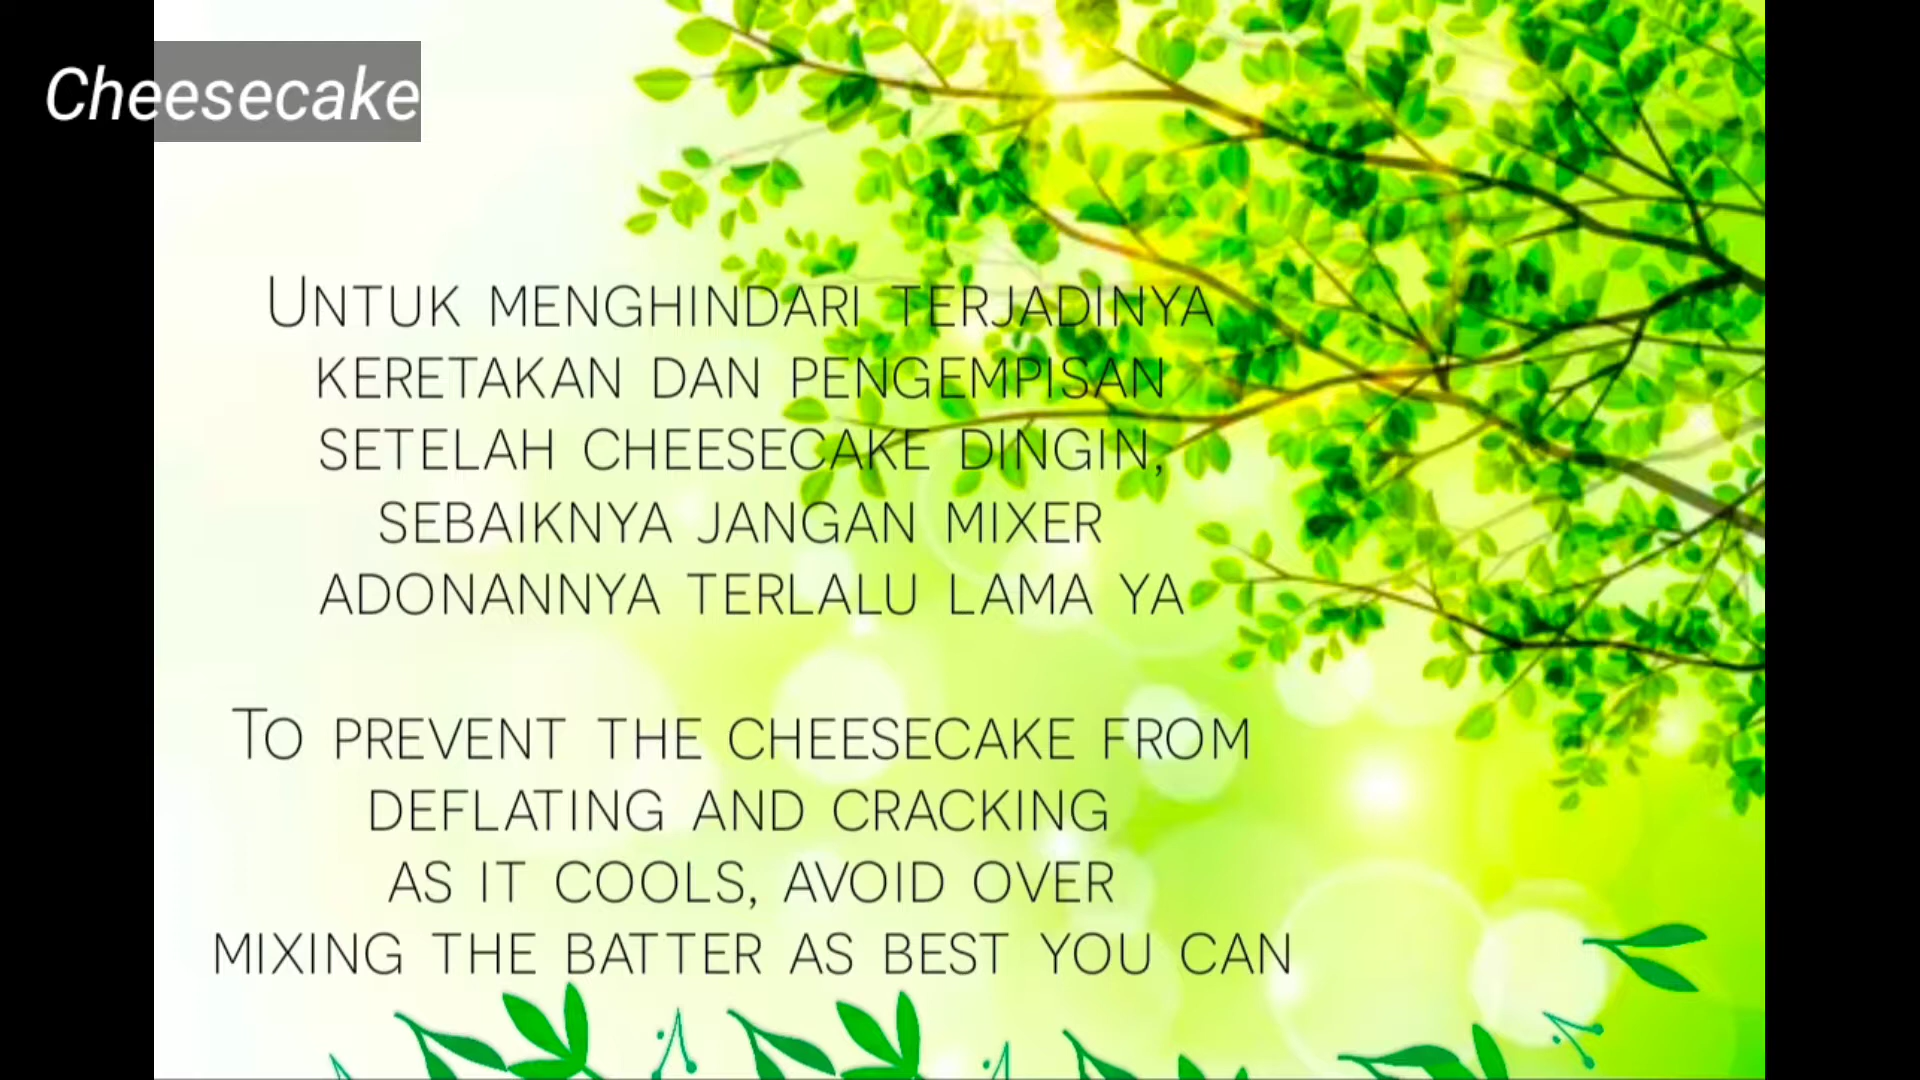 Cheesecake
Untuk menghindari terjadinya
keretakan dan pengempisan
setelah cheesecake dingin,
sebaiknya jangan mixer
adonannya terlalu lama ya
To prevent the cheesecake from
deflating and cracking
as it cools, avoid over
mixing the batter as best you can